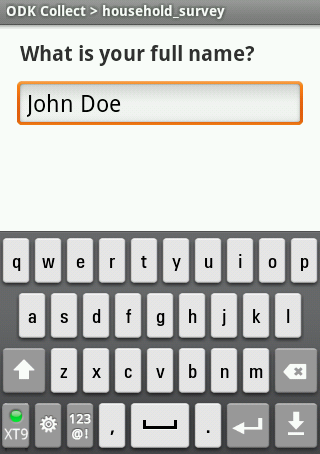 ODK Collect > household_survey
What is your full name?
John Doe
q w e r t y u i o p
a s d f g h j k l
z x c v b n m
XT9 123 @! , .